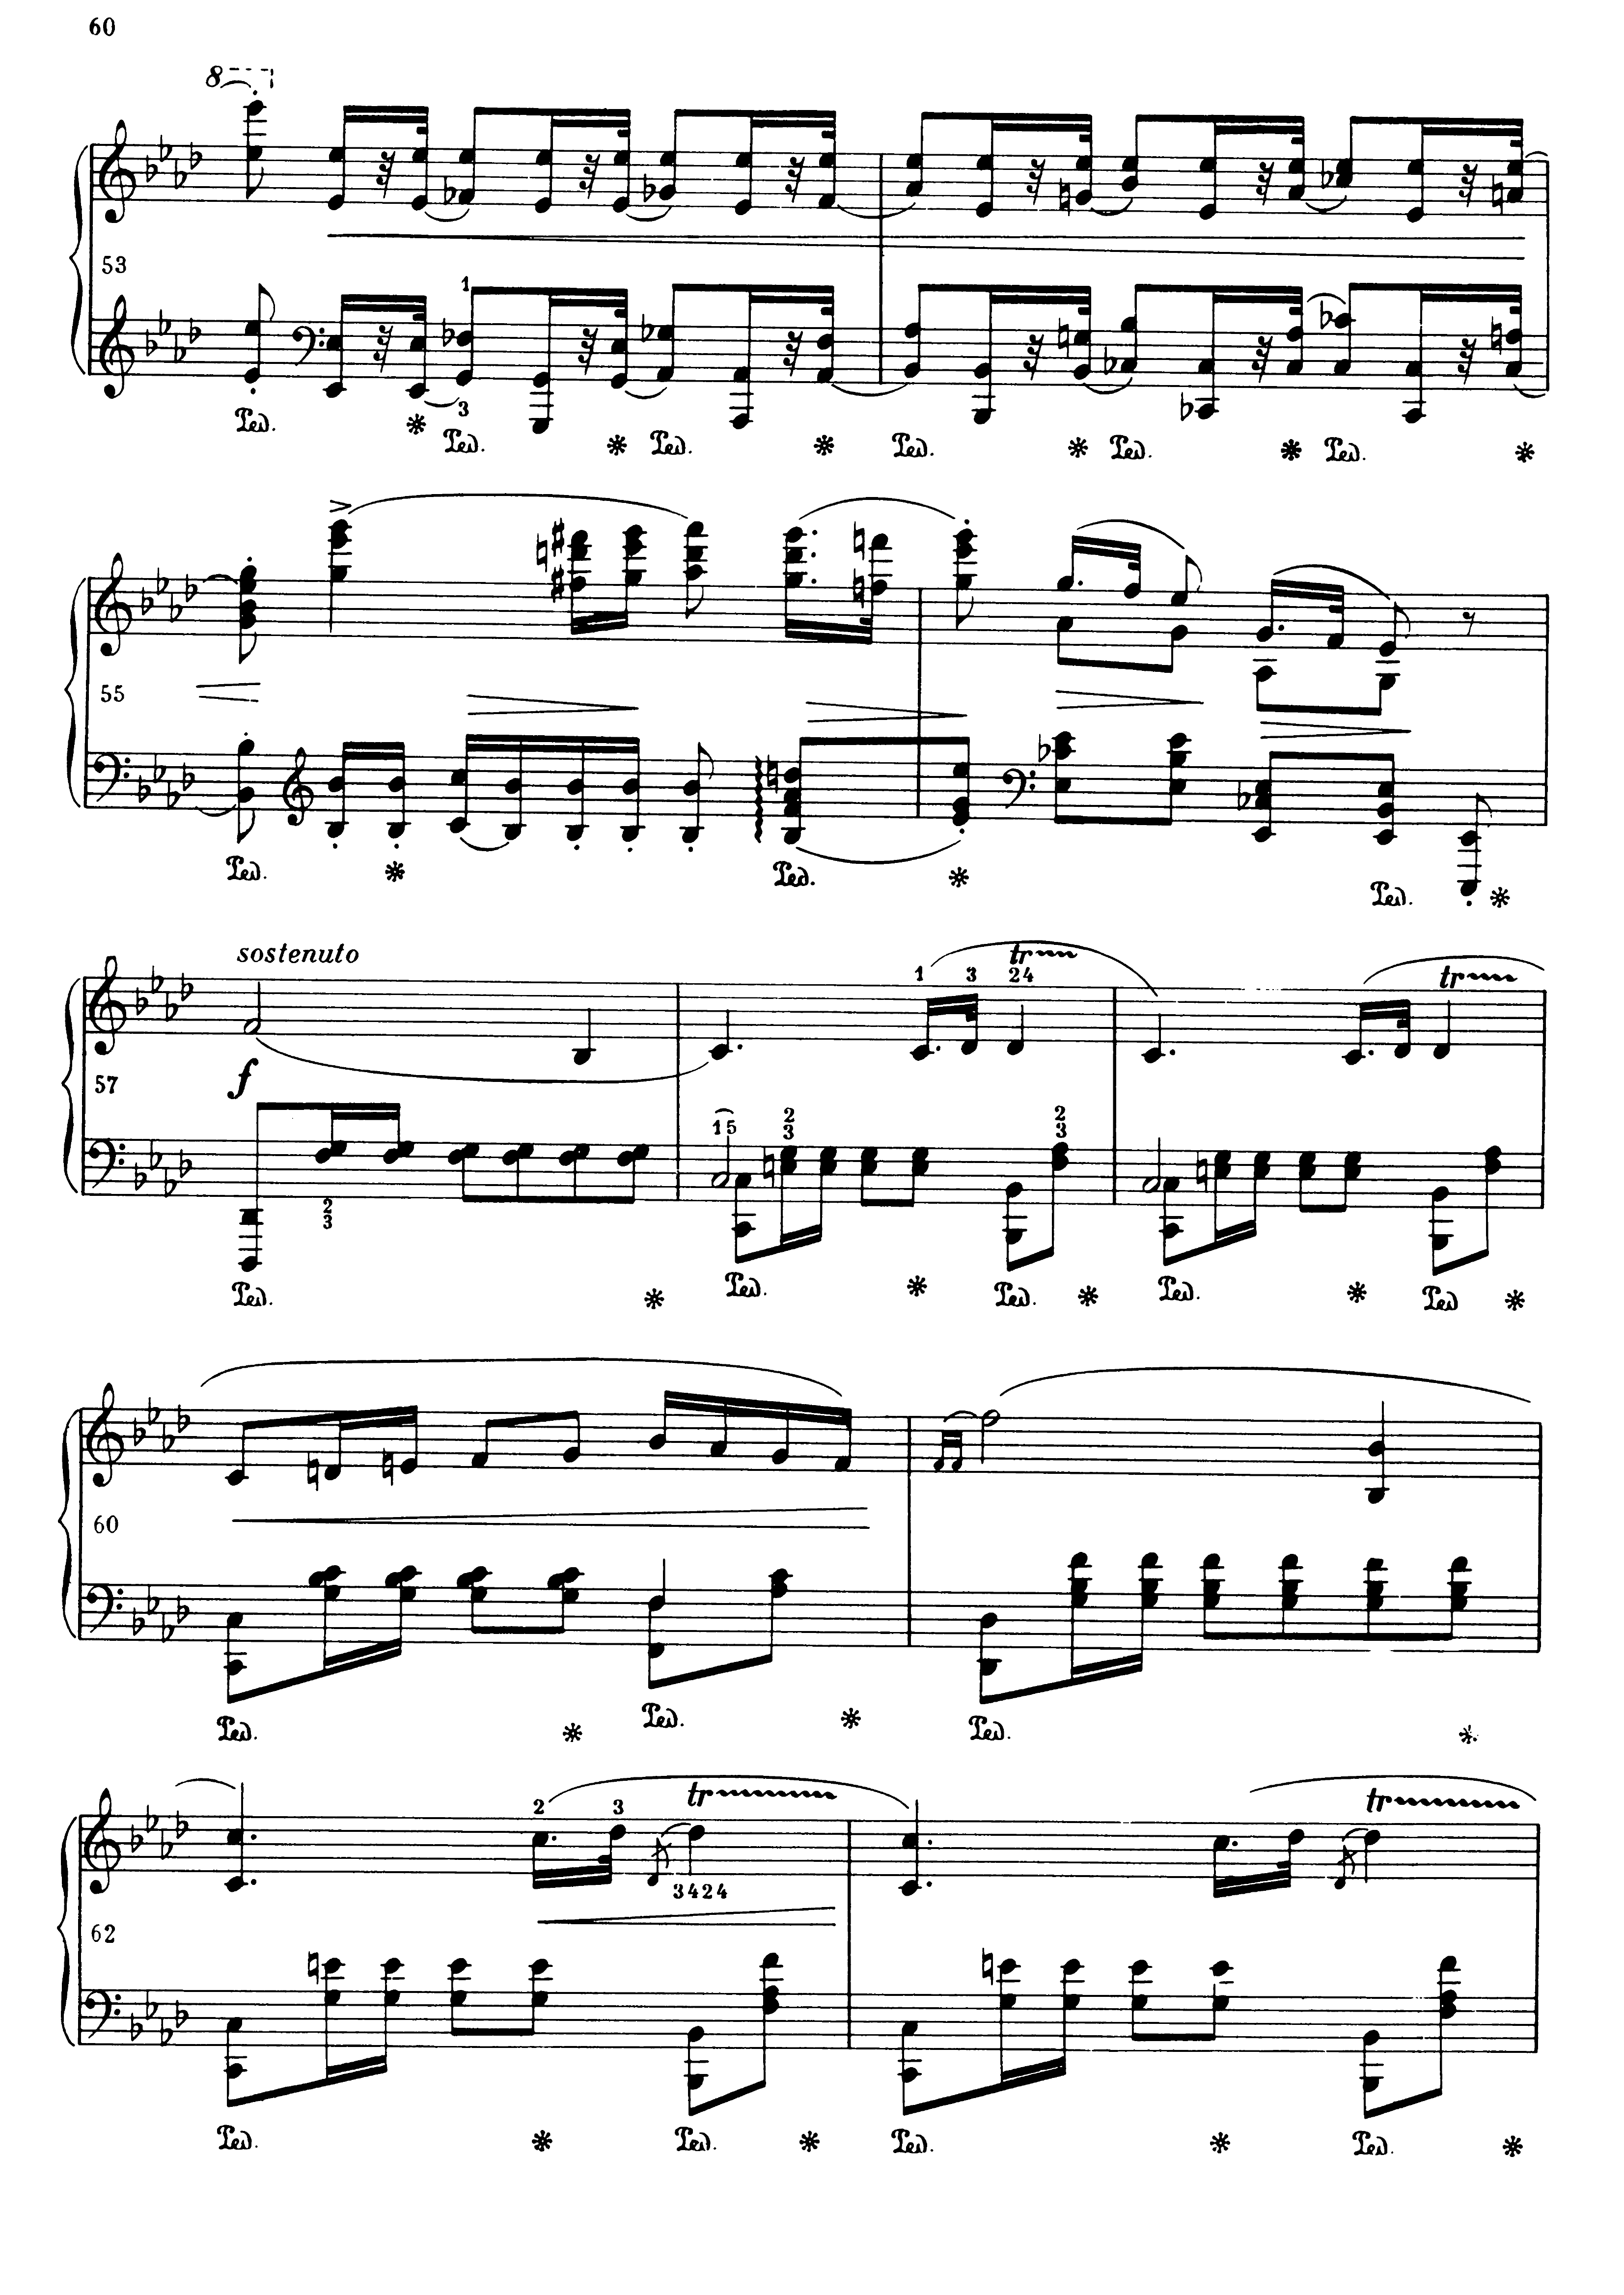 60
8
53
1
3
Ped. * Ped. * Ped. * Ped. * Ped. * Ped. *
55
Ped. * Ped. * Ped. *
sostenuto
1 3 tr
24
f
57
15 2
3
2
3
2
3
Ped. * Ped. * Ped. * Ped. * Ped *
60
Ped. * Ped. * Ped. *
2 3 tr
3424
tr
62
Ped. * Ped. * Ped. * Ped. *